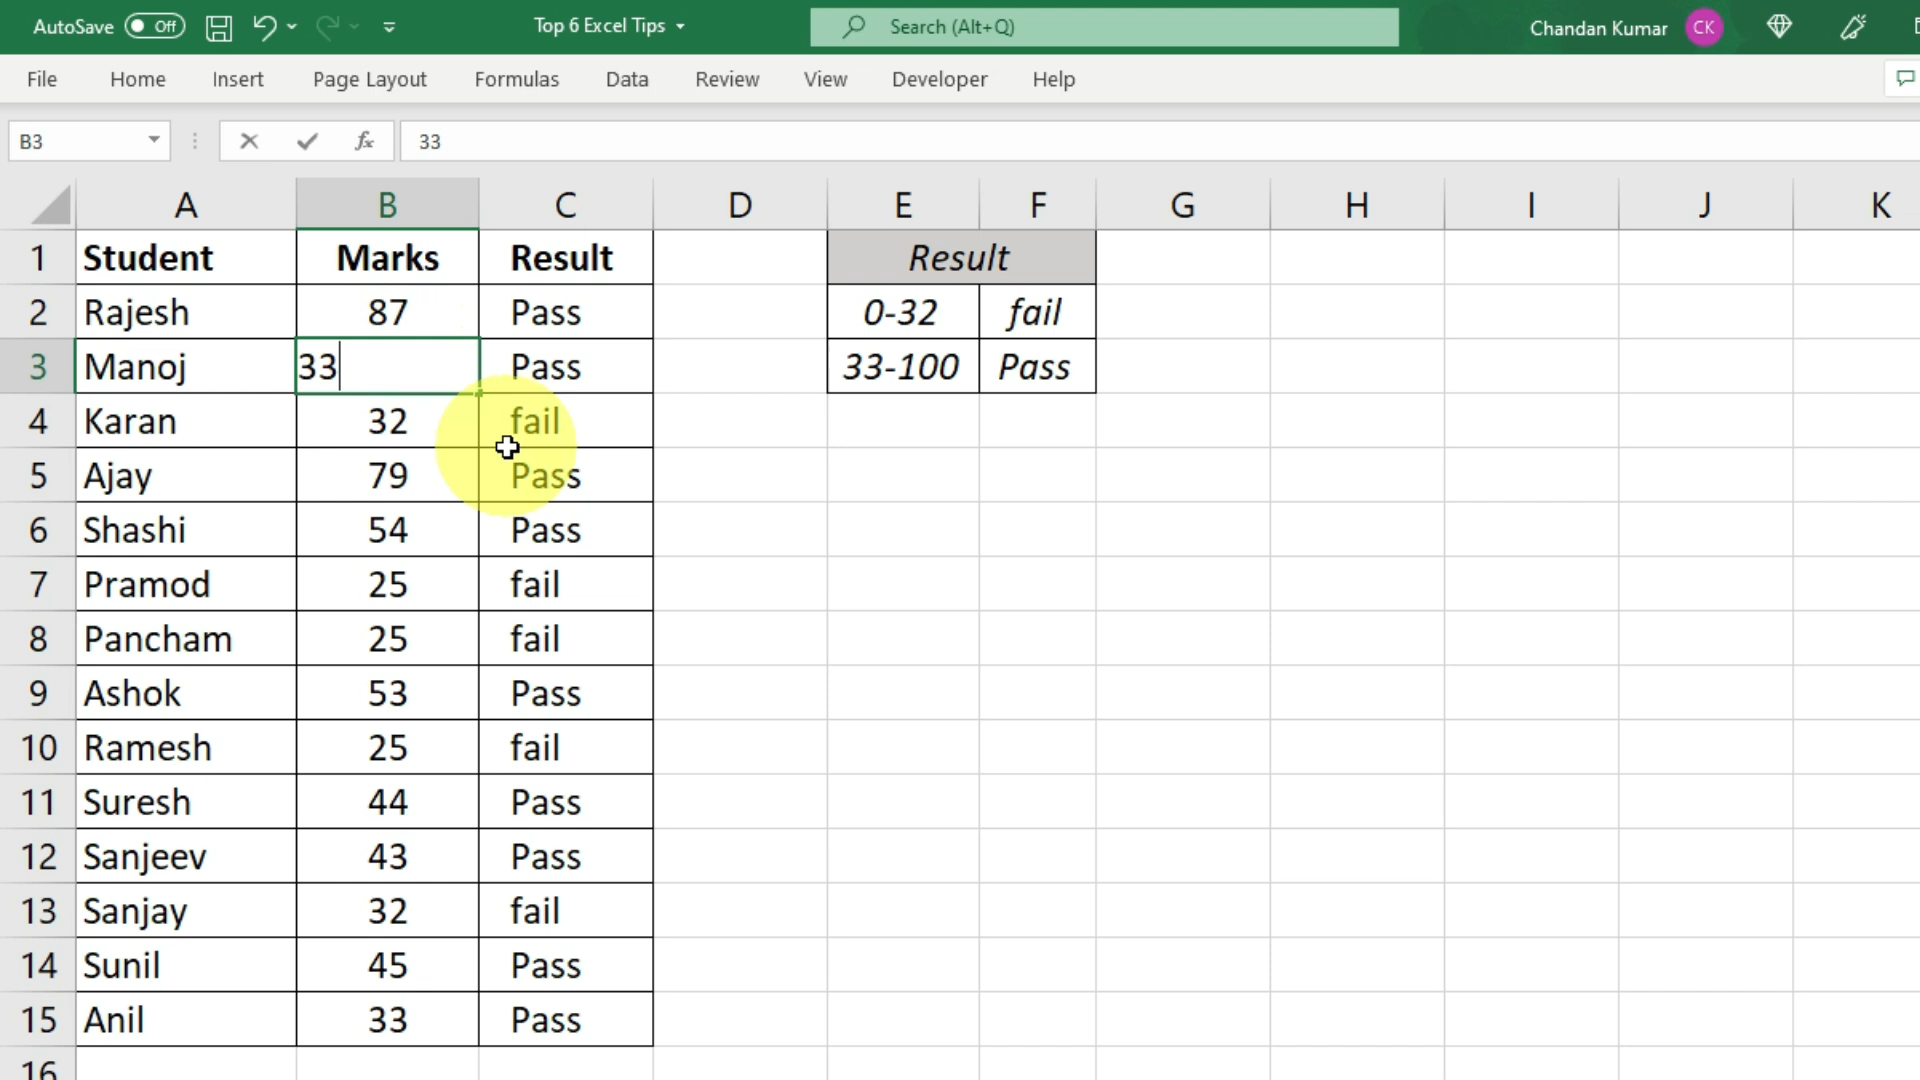 AutoSave Off Top 6 Excel Tips Search (Alt+Q) Chandan Kumar CK
File Home Insert Page Layout Formulas Data Review View Developer Help
B3 fx 33
A B C D E F G H I J K
1 Student Marks Result Result
2 Rajesh 87 Pass 0-32 fail
3 Manoj 33 Pass 33-100 Pass
4 Karan 32 fail
5 Ajay 79 Pass
6 Shashi 54 Pass
7 Pramod 25 fail
8 Pancham 25 fail
9 Ashok 53 Pass
10 Ramesh 25 fail
11 Suresh 44 Pass
12 Sanjeev 43 Pass
13 Sanjay 32 fail
14 Sunil 45 Pass
15 Anil 33 Pass
16